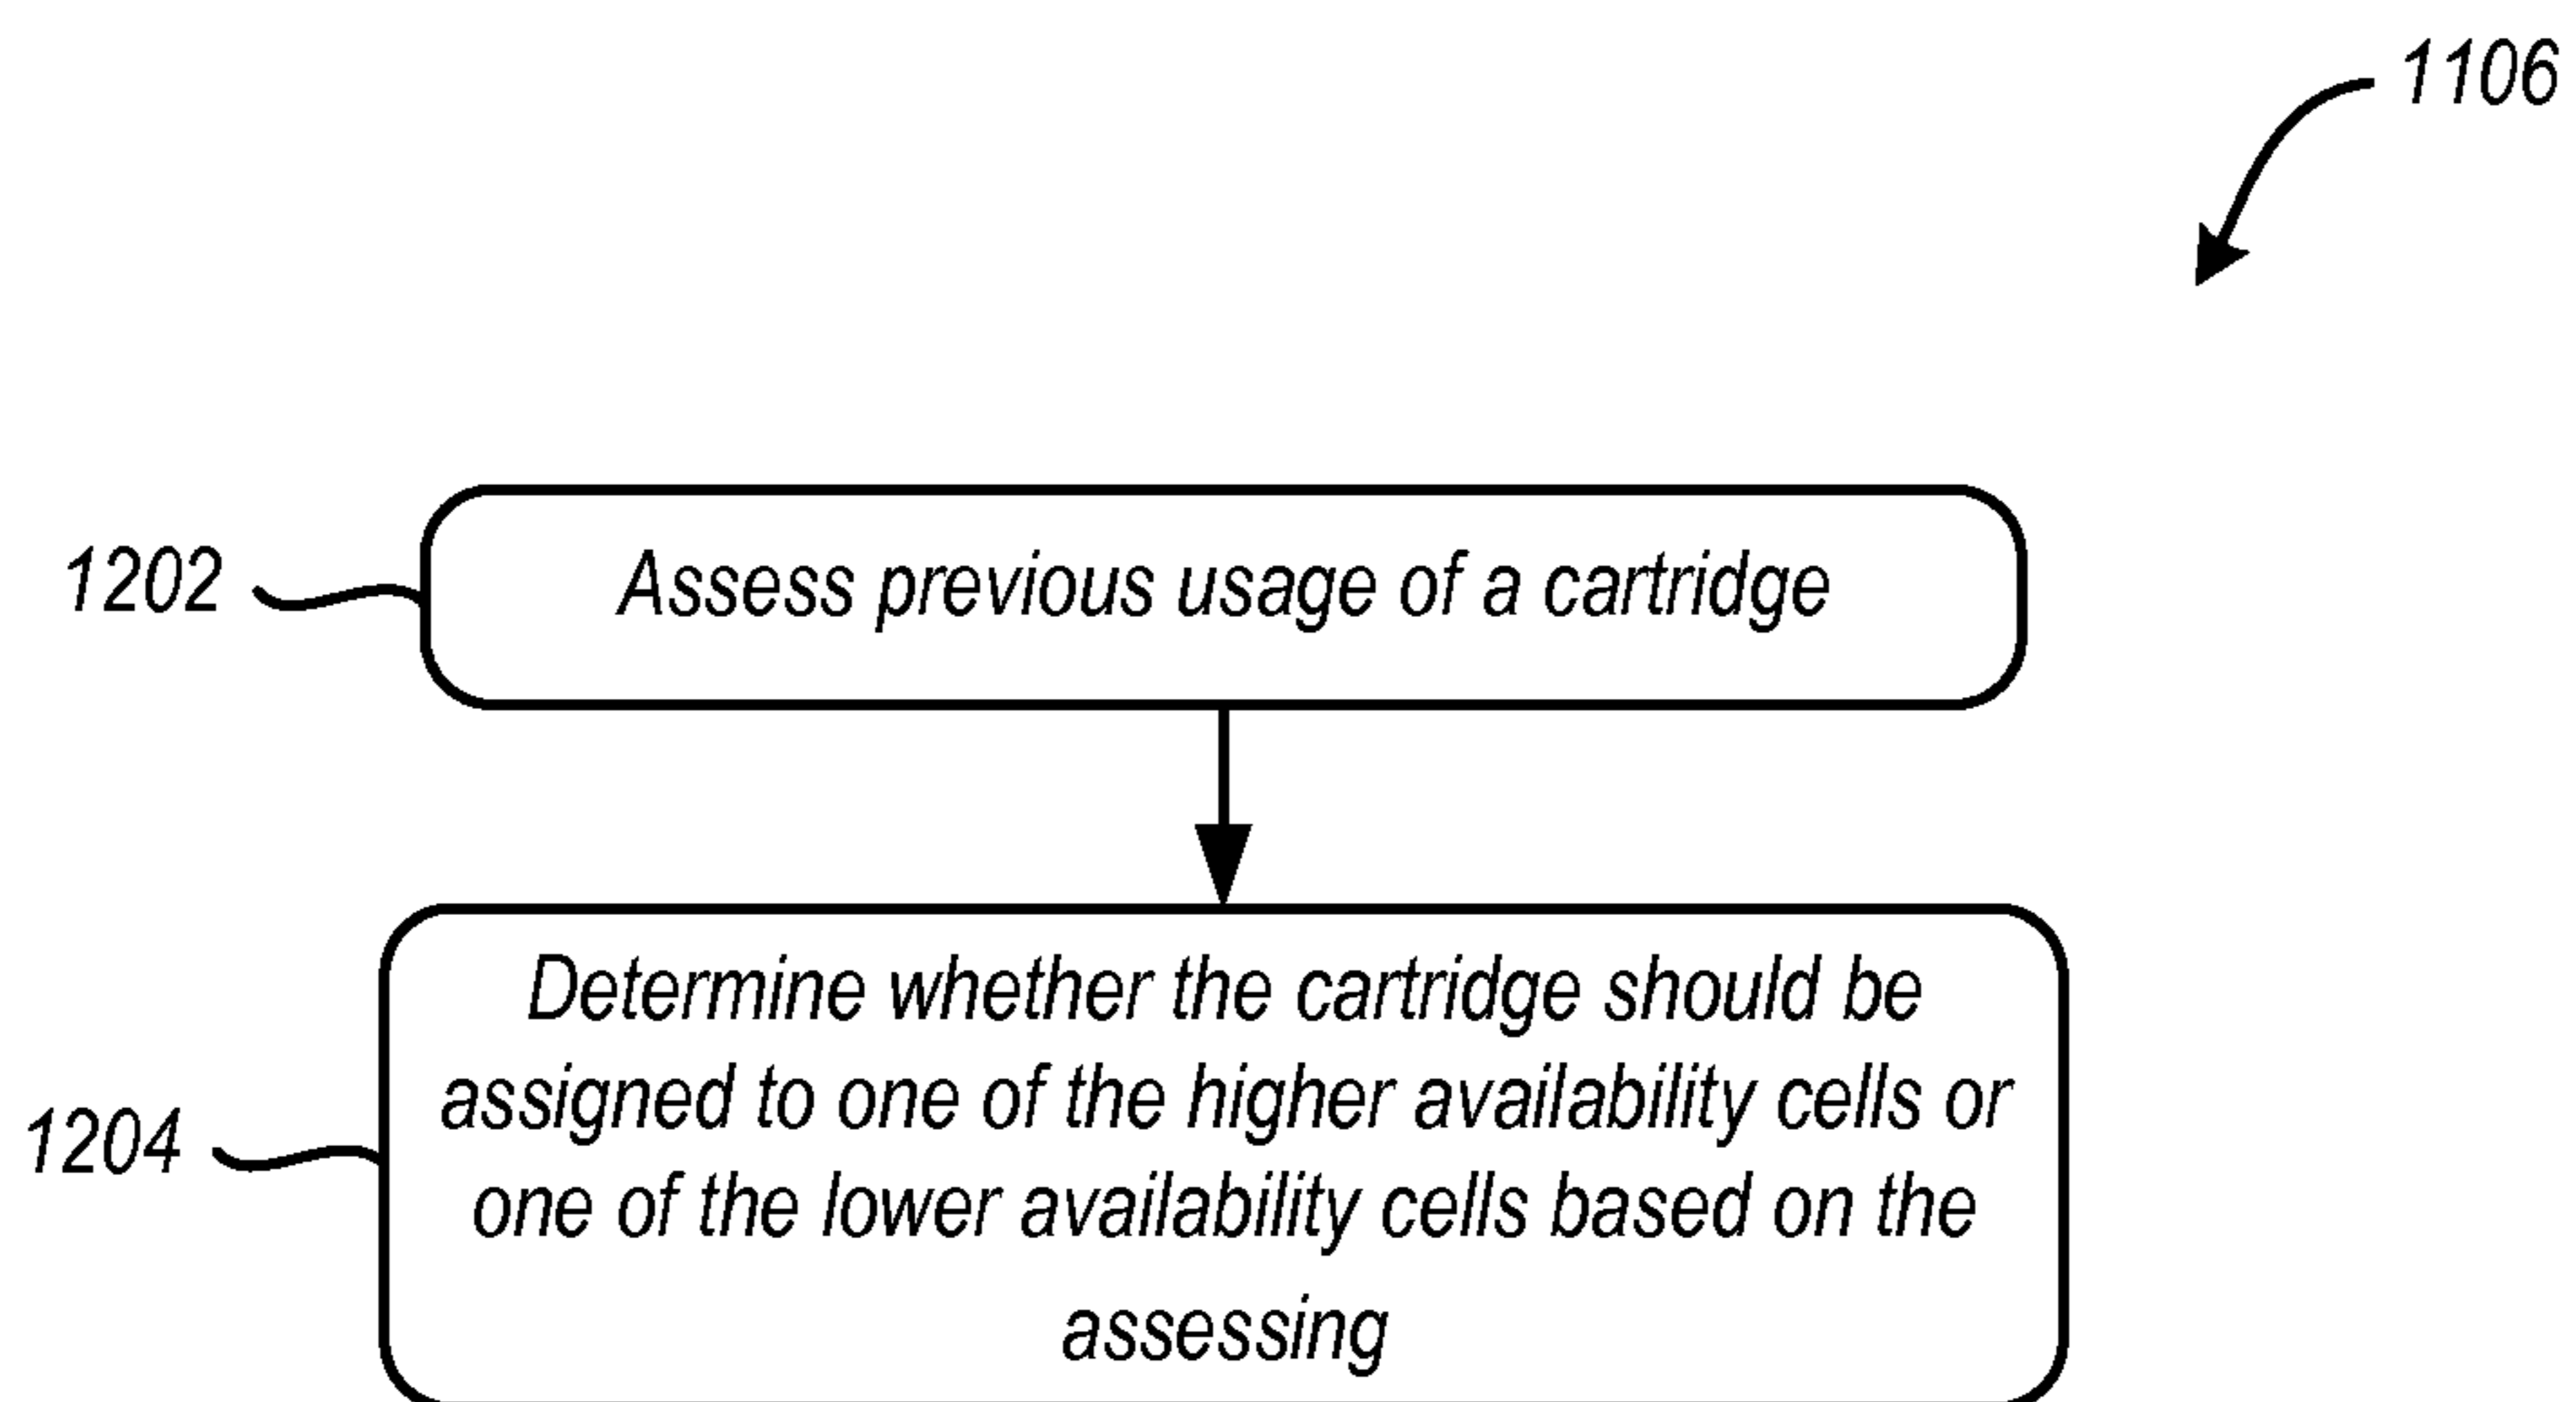 1106
1202
Assess previous usage of a cartridge
Determine whether the cartridge should be
assigned to one of the higher availability cells or
1204
one of the lower availability cells based on the
assessing